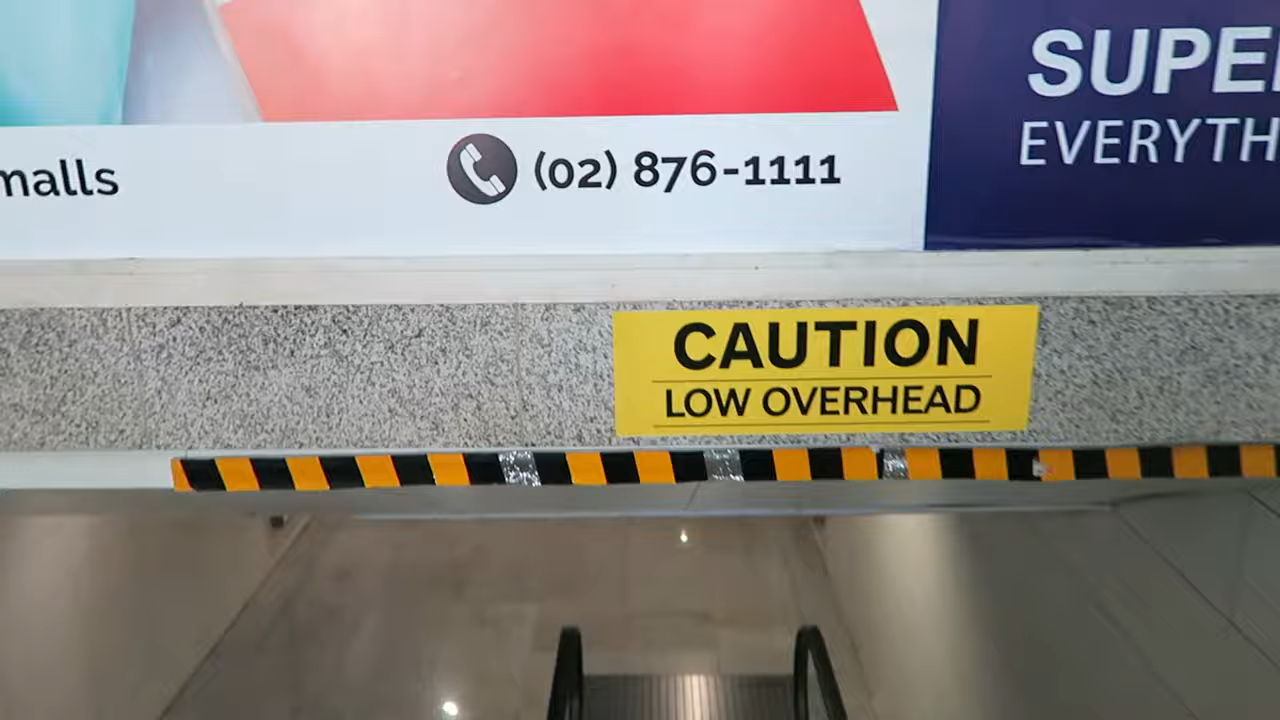 malls
(02) 876-1111
SUPE
EVERYTH
CAUTION
LOW OVERHEAD